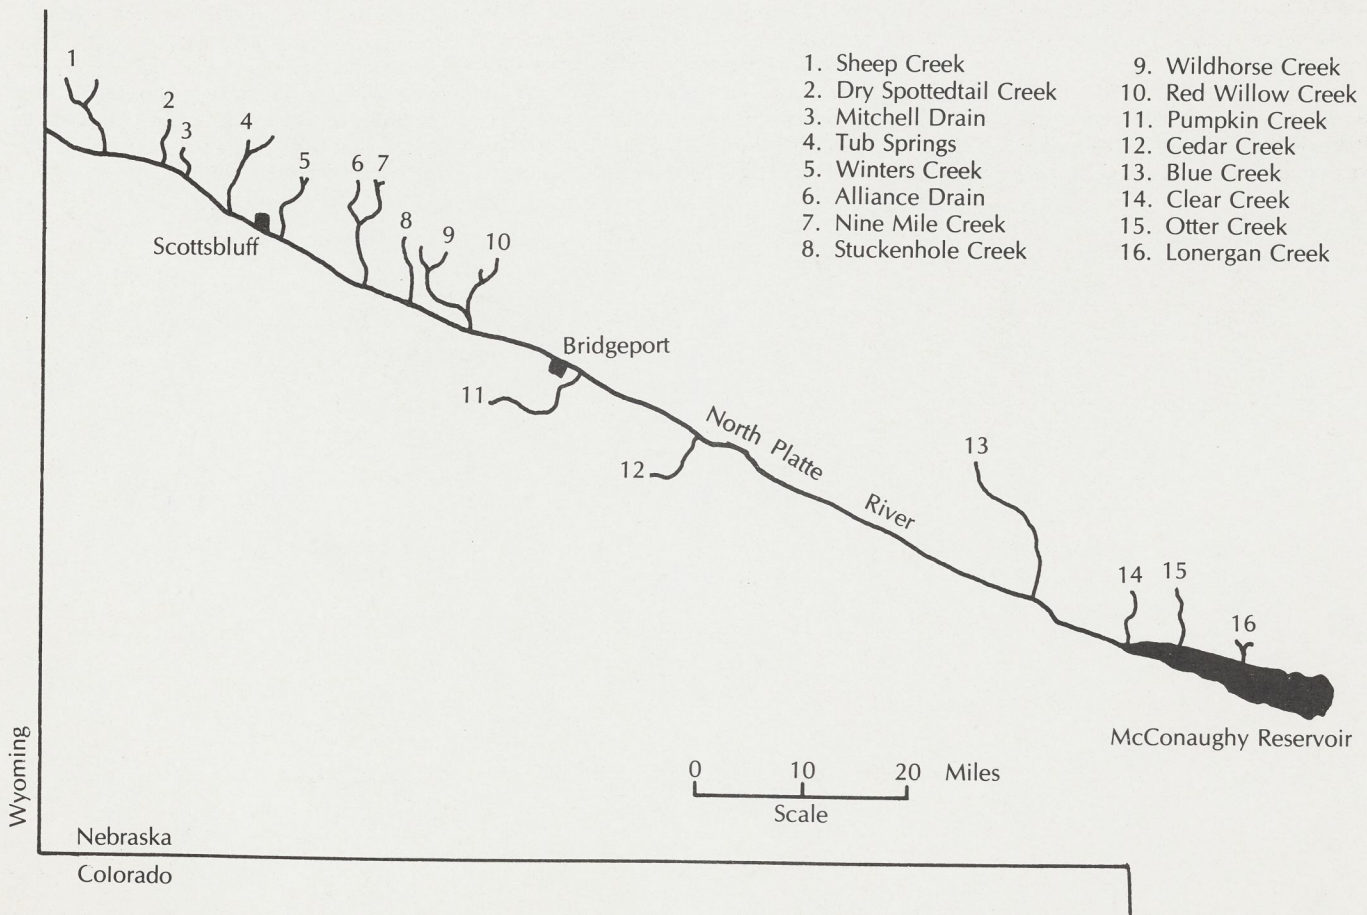 1. Sheep Creek
2. Dry Spottedtail Creek
3. Mitchell Drain
4. Tub Springs
5. Winters Creek
6. Alliance Drain
7. Nine Mile Creek
8. Stuckenhole Creek
9. Wildhorse Creek
10. Red Willow Creek
11. Pumpkin Creek
12. Cedar Creek
13. Blue Creek
14. Clear Creek
15. Otter Creek
16. Lonergan Creek
1
2
3
4
5
6
7
8
9
10
Scottsbluff
Bridgeport
11
12
North Platte River
13
14
15
16
McConaughy Reservoir
0 10 20 Miles
Scale
Wyoming
Nebraska
Colorado